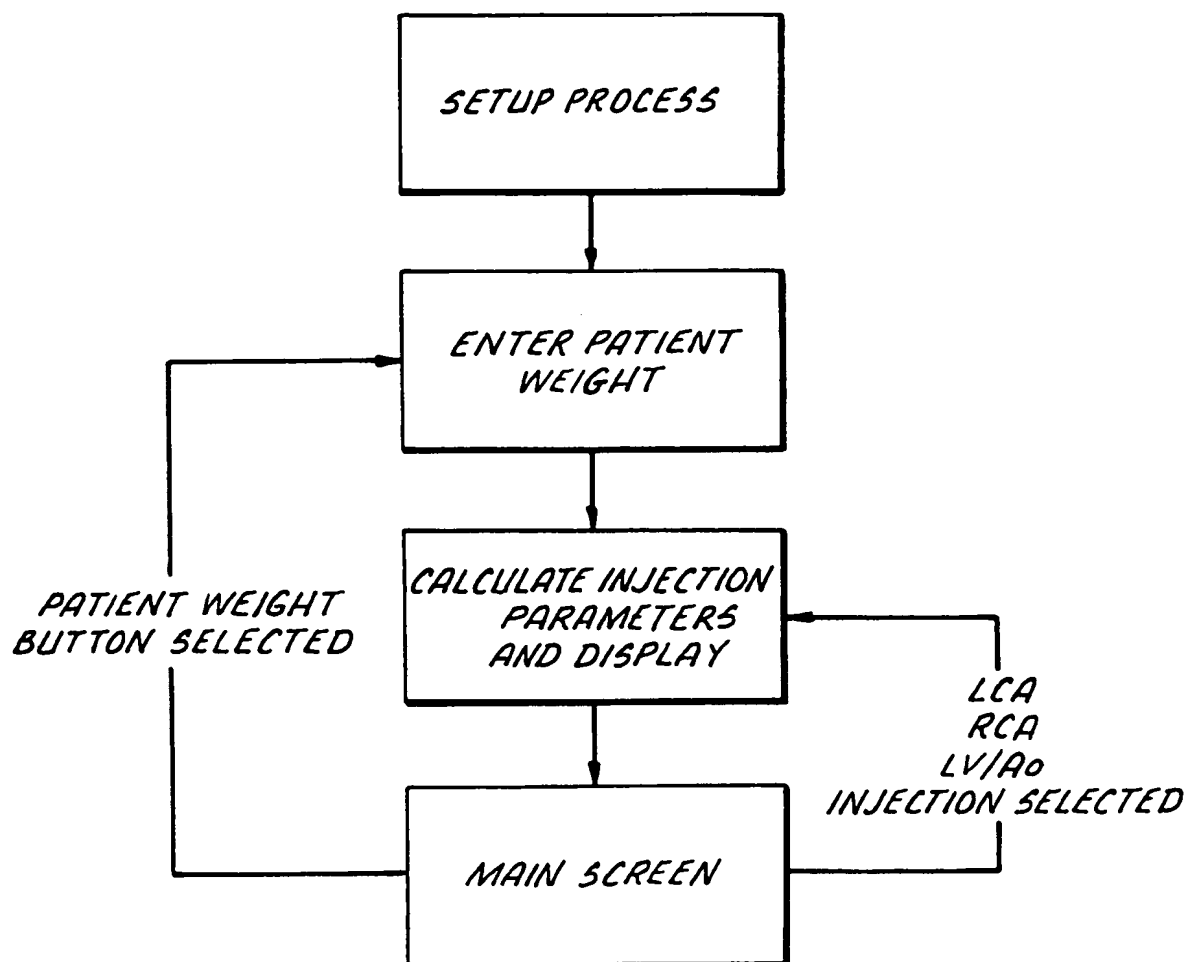 SETUP PROCESS
ENTER PATIENT
WEIGHT
CALCULATE INJECTION
PARAMETERS
AND DISPLAY
PATIENT WEIGHT
BUTTON SELECTED
LCA
RCA
LV/AO
INJECTION SELECTED
MAIN SCREEN